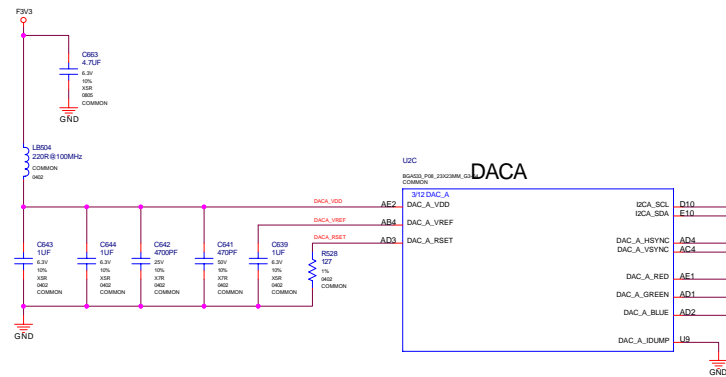 F3V3
C663
4.7UF
6.3V
10%
X5R
0805
COMMON
GND
LB504
220R@100MHz
COMMON
0402
U2C
DACA
COMMON
3/12 DAC_A
DACA_VDD
AE2
DAC_A_VDD
DACA_VREF
AB4
DAC_A_VREF
DACA_RSET
AD3
DAC_A_RSET
I2CA_SCL
D10
I2CA_SDA
E10
DAC_A_HSYNC
AD4
DAC_A_VSYNC
AC4
DAC_A_RED
AE1
DAC_A_GREEN
AD1
DAC_A_BLUE
AD2
DAC_A_IDUMP
U9
GND
C643
1UF
6.3V
10%
X5R
0402
COMMON
C644
1UF
6.3V
10%
X5R
0402
COMMON
C642
4700PF
25V
10%
X7R
0402
COMMON
C641
470PF
50V
10%
X7R
0402
COMMON
C639
1UF
6.3V
10%
X5R
0402
COMMON
R528
127
1%
0402
COMMON
GND